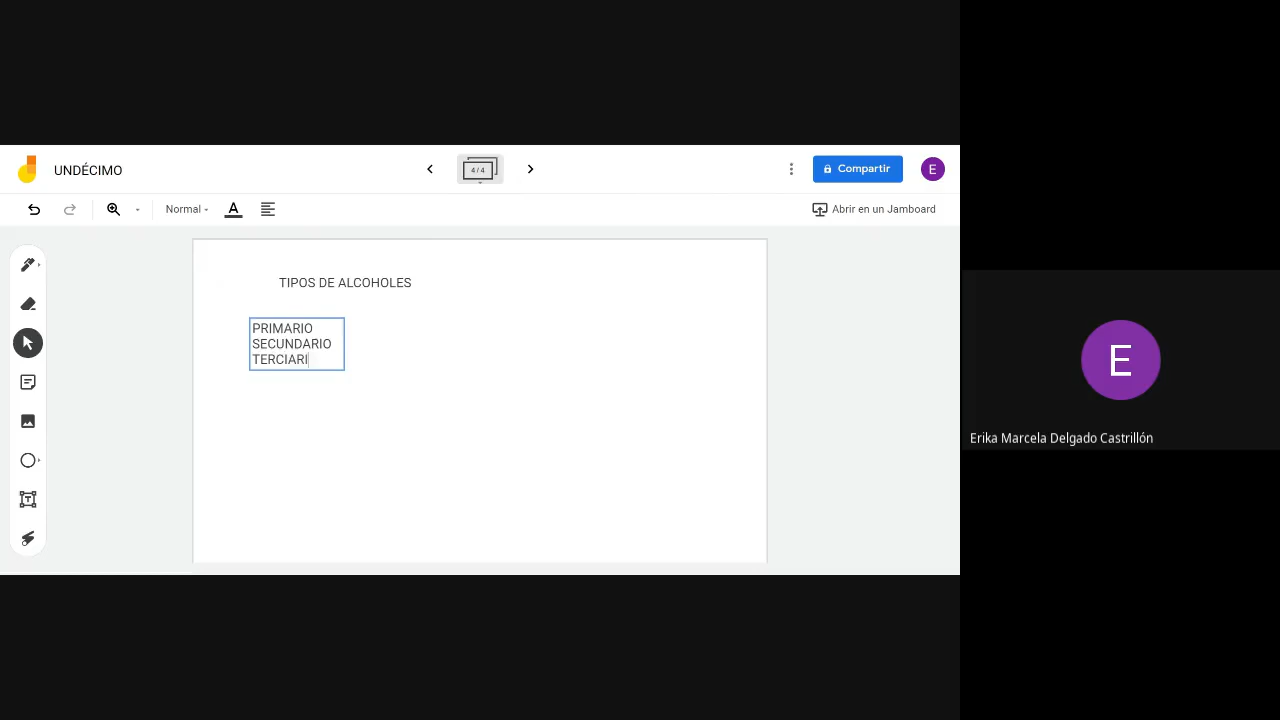 UNDÉCIMO
4 / 4
Compartir
E
Normal
A
Abrir en un Jamboard
TIPOS DE ALCOHOLES
PRIMARIO
SECUNDARIO
TERCIARI
T
E
Erika Marcela Delgado Castrillón